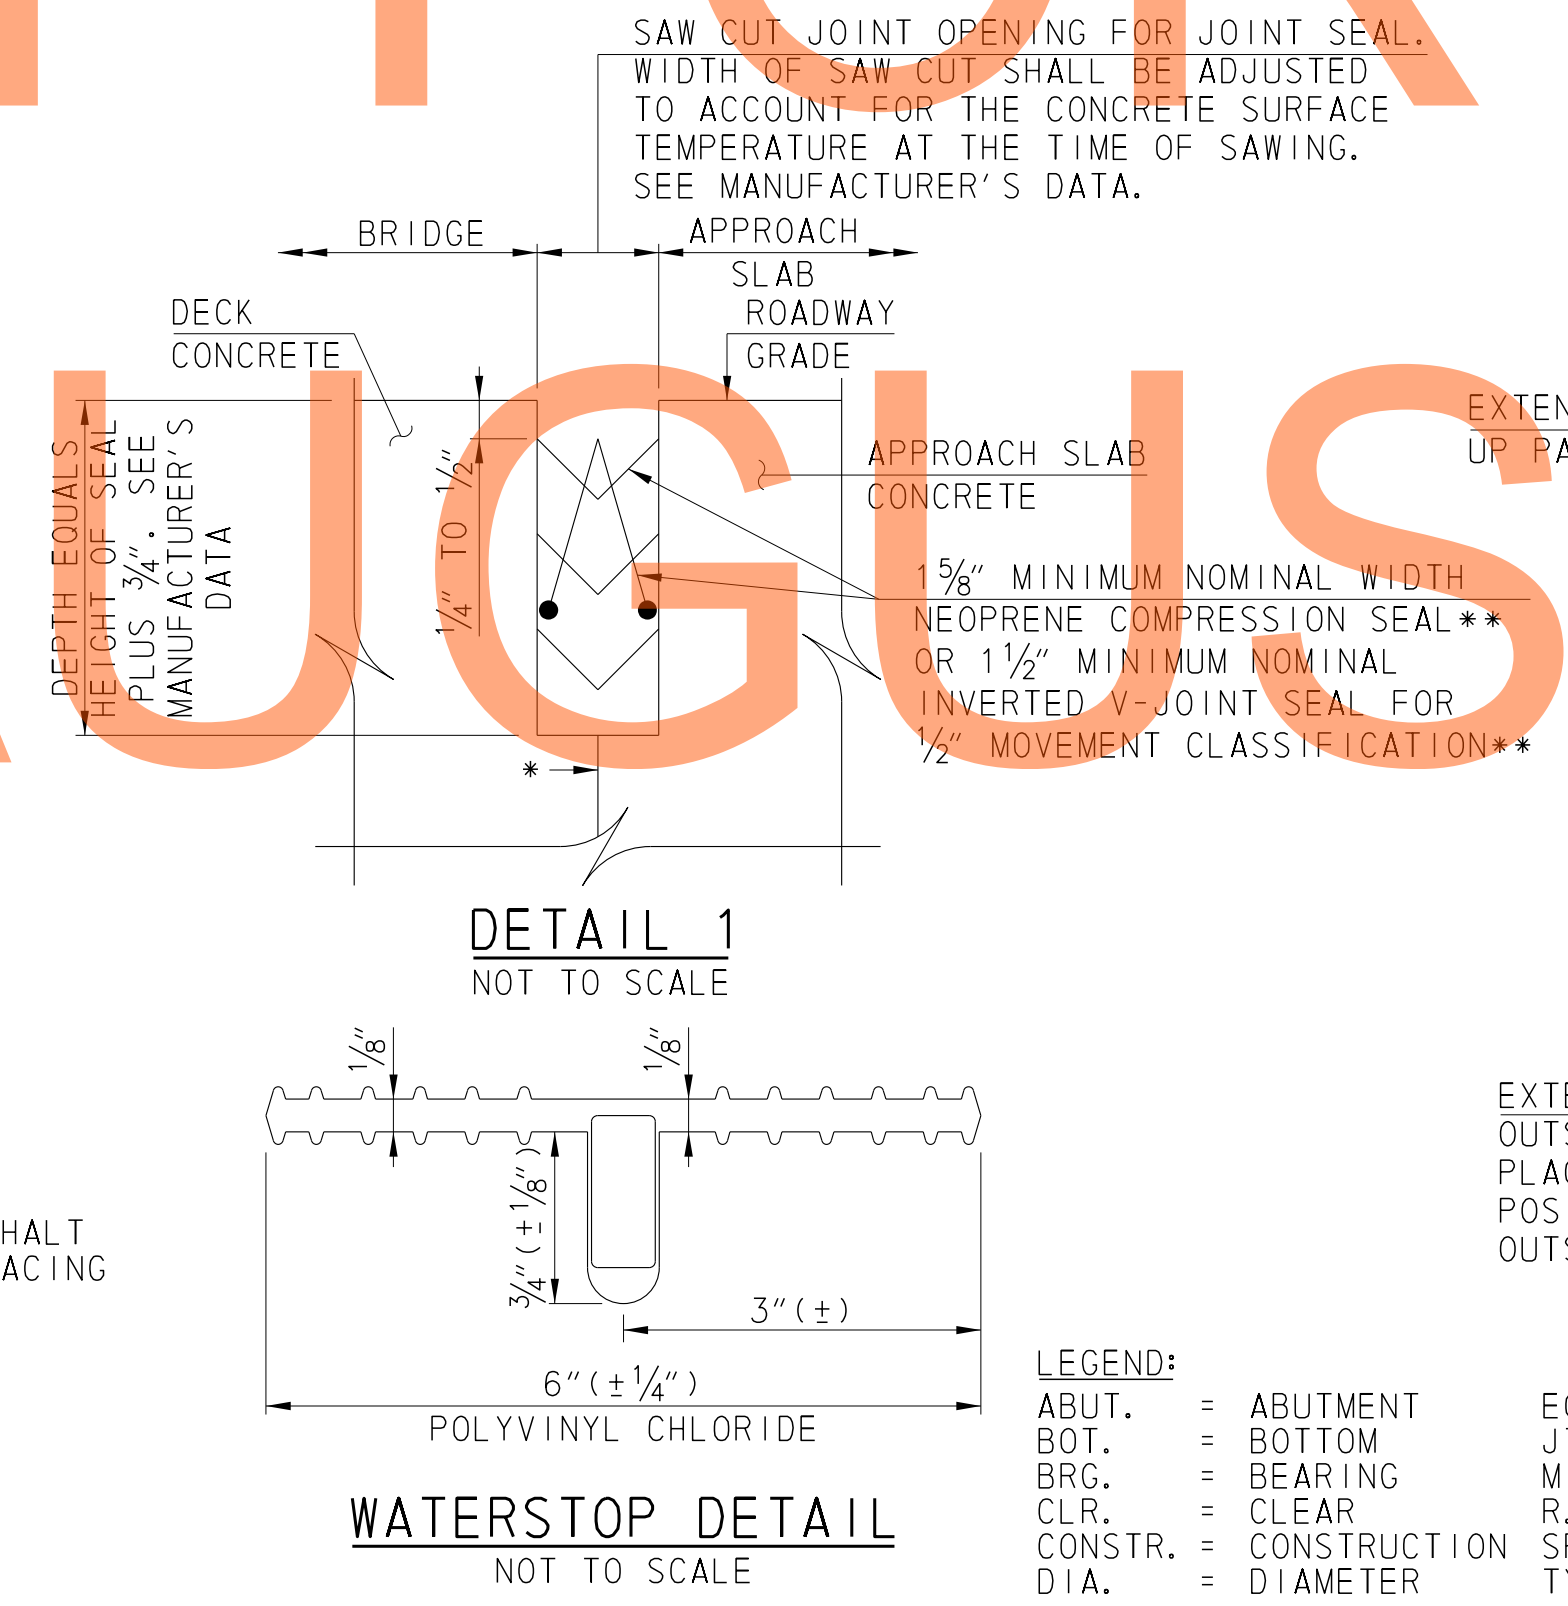 SAW CUT JOINT OPENING FOR JOINT SEAL.
WIDTH OF SAW CUT SHALL BE ADJUSTED
TO ACCOUNT FOR THE CONCRETE SURFACE
TEMPERATURE AT THE TIME OF SAWING.
SEE MANUFACTURER'S DATA.
BRIDGE
APPROACH
SLAB
DECK
CONCRETE
ROADWAY
GRADE
DEPTH EQUALS
HEIGHT OF SEAL
PLUS 3/4". SEE
MANUFACTURER'S
DATA
1/4" TO 1/2"
APPROACH SLAB
CONCRETE
1 5/8" MINIMUM NOMINAL WIDTH
NEOPRENE COMPRESSION SEAL**
OR 1 1/2" MINIMUM NOMINAL
INVERTED V-JOINT SEAL FOR
1/2" MOVEMENT CLASSIFICATION**
*
UP
AUGUS
DETAIL 1
NOT TO SCALE
1/8"
1/8"
3/4"(±1/8")
3"(±)
6"(±1/4")
POLYVINYL CHLORIDE
WATERSTOP DETAIL
NOT TO SCALE
HALT
ACING
LEGEND:
ABUT. = ABUTMENT
BOT. = BOTTOM
BRG. = BEARING
CLR. = CLEAR
CONSTR. = CONSTRUCTION
DIA. = DIAMETER